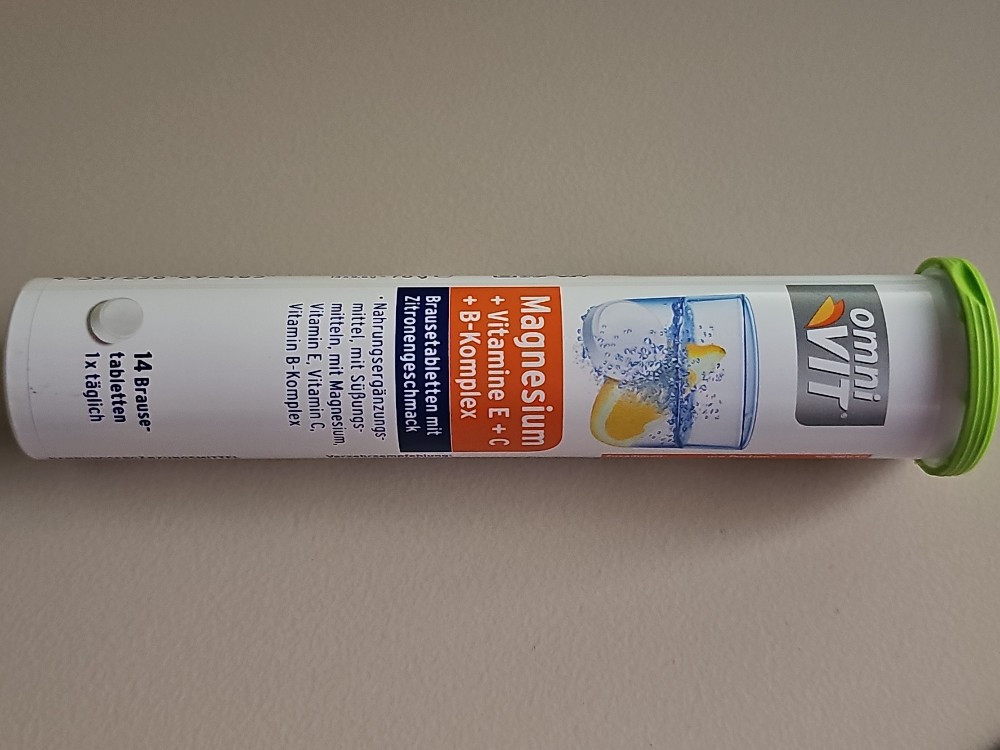 omni
VIT®
Magnesium
+ Vitamine E + C
+ B-Komplex
Brausetabletten mit
Zitronengeschmack
• Nahrungsergänzungs-
mittel, mit Süßungs-
mitteln, mit Magnesium,
Vitamin E, Vitamin C,
Vitamin B-Komplex
14 Brause-
tabletten
1x täglich
Verzehrempfehlung: